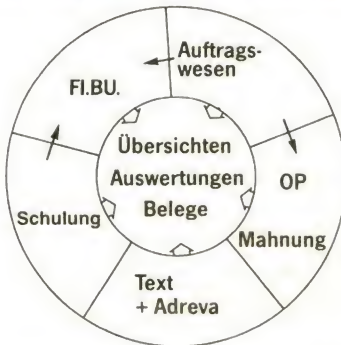 Auftrags-
wesen
FI.BU.
Übersichten
Auswertungen
Belege
OP
Mahnung
Schulung
Text
+ Adreva